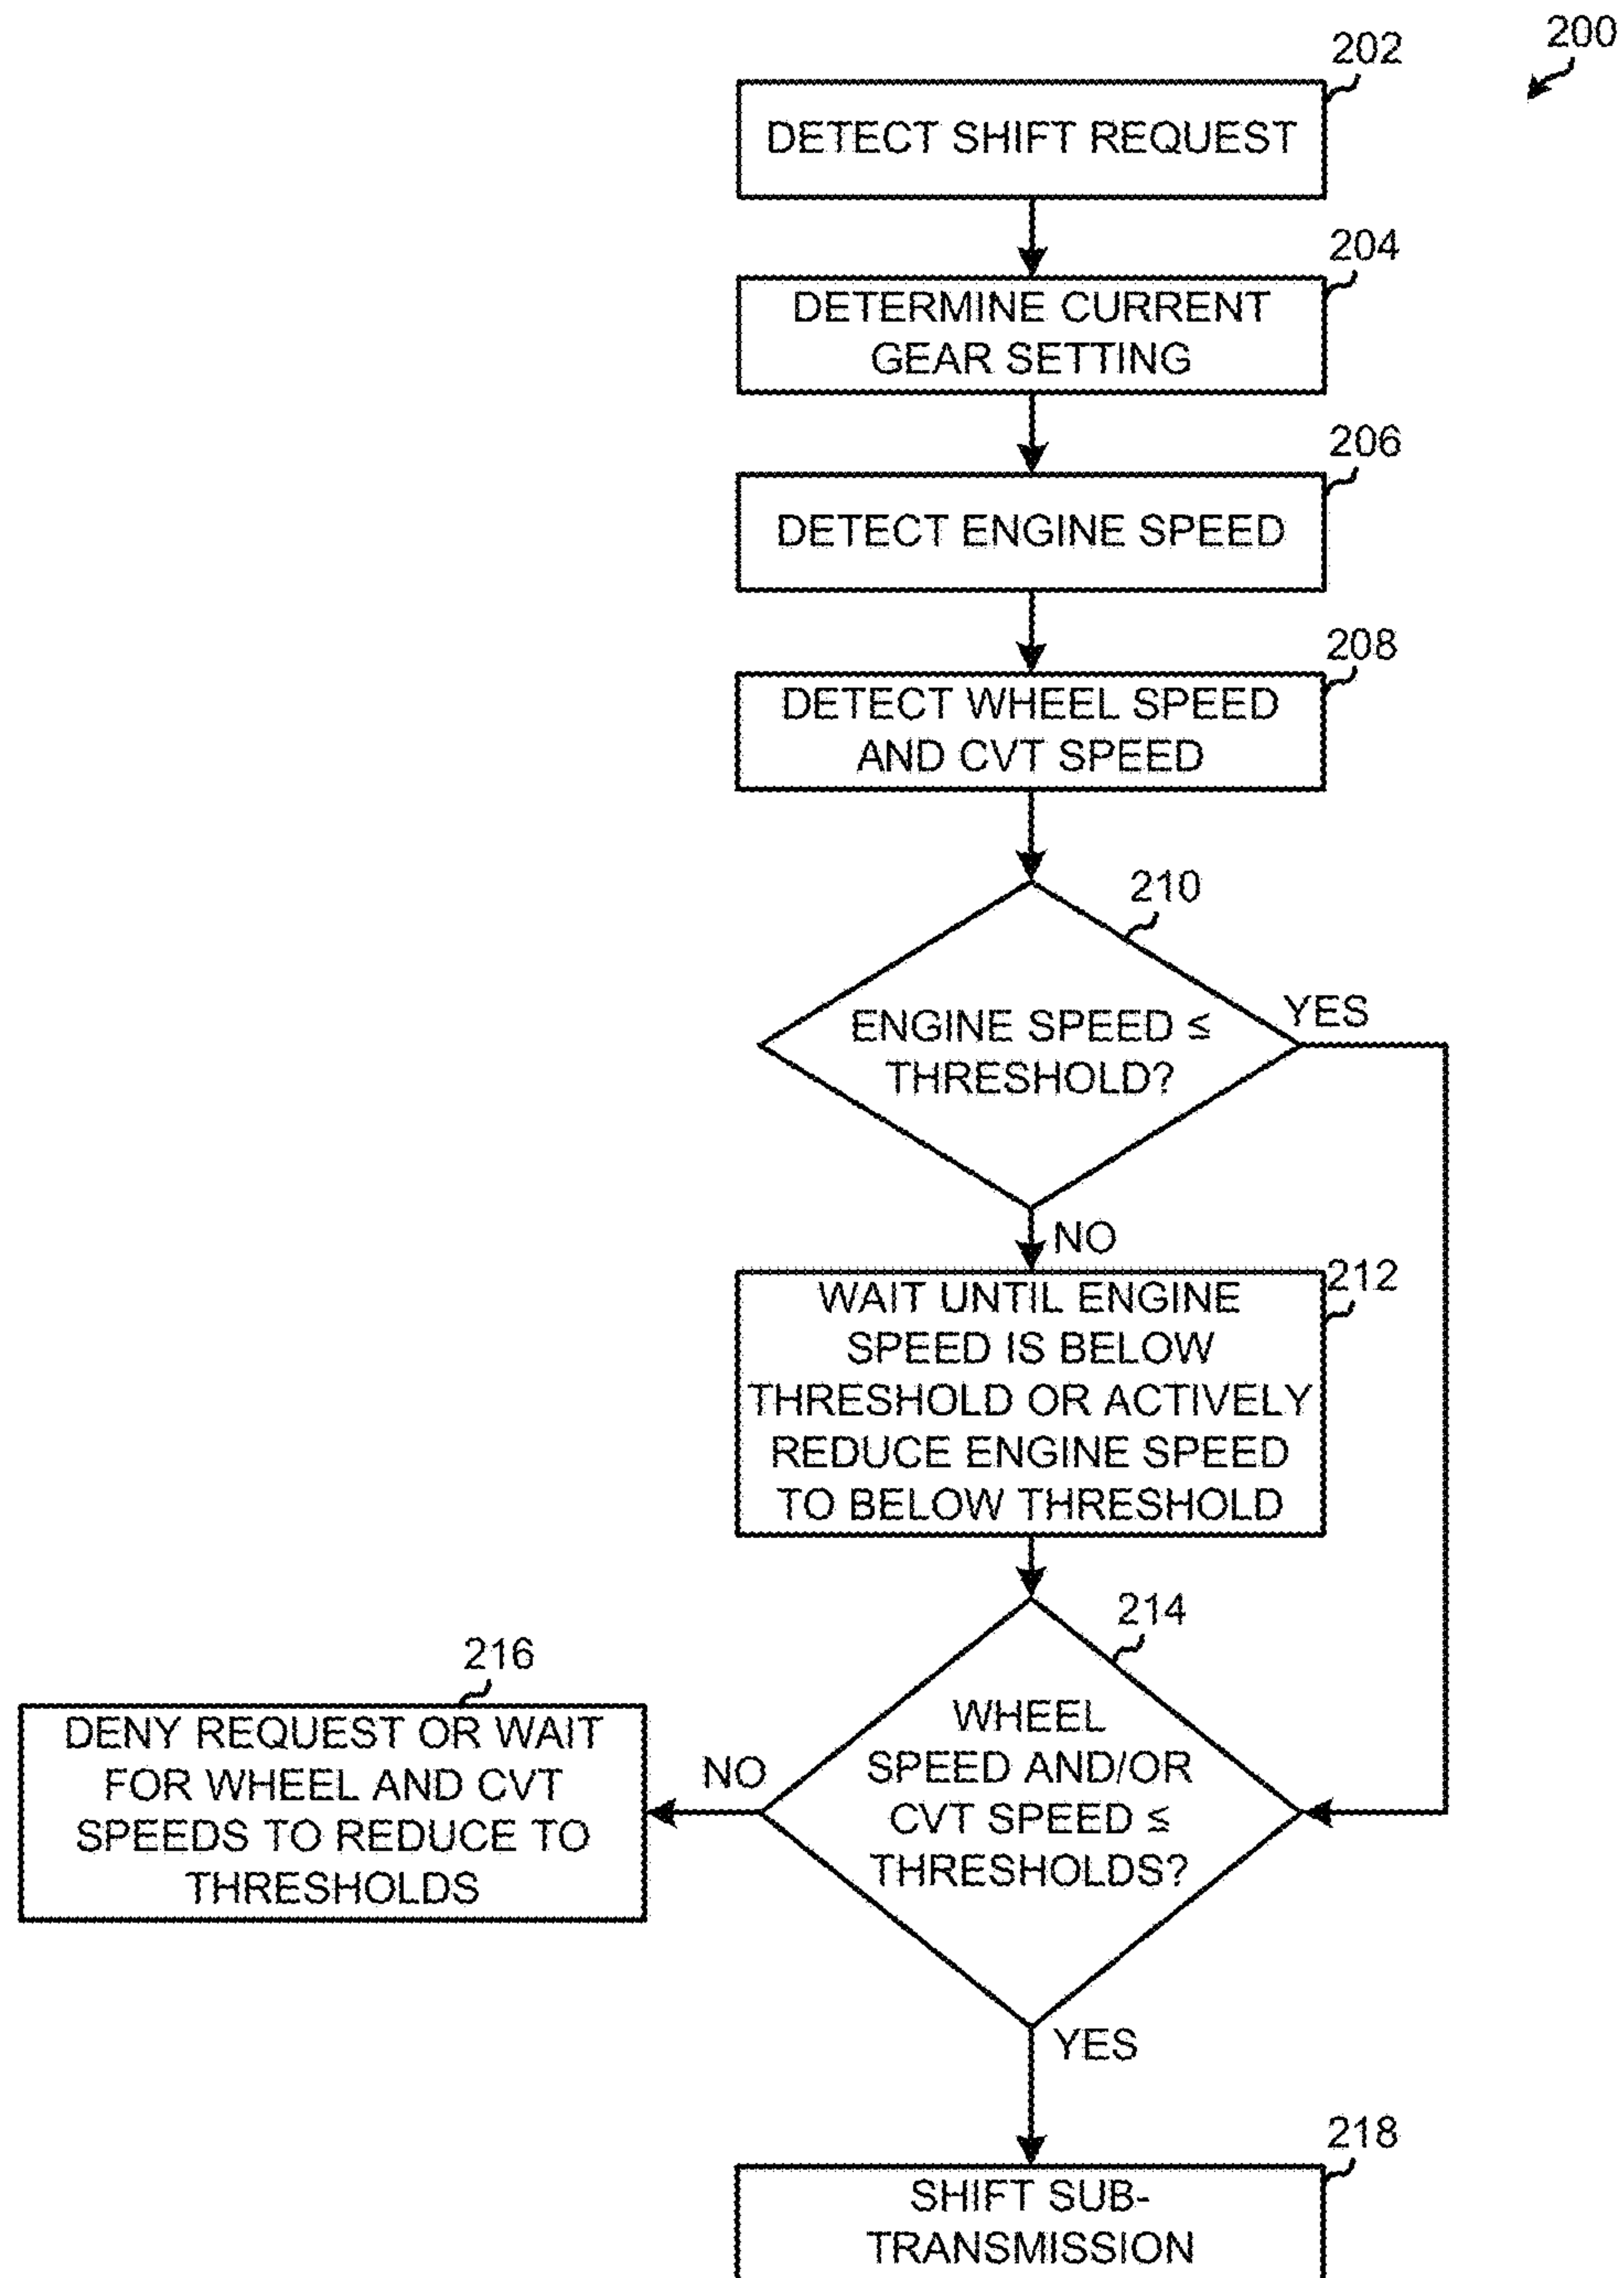 200
202
DETECT SHIFT REQUEST
204
DETERMINE CURRENT
GEAR SETTING
206
DETECT ENGINE SPEED
208
DETECT WHEEL SPEED
AND CVT SPEED
210
ENGINE SPEED ≤
THRESHOLD?
YES
NO
212
WAIT UNTIL ENGINE
SPEED IS BELOW
THRESHOLD OR ACTIVELY
REDUCE ENGINE SPEED
TO BELOW THRESHOLD
214
WHEEL
SPEED AND/OR
CVT SPEED ≤
THRESHOLDS?
NO
216
DENY REQUEST OR WAIT
FOR WHEEL AND CVT
SPEEDS TO REDUCE TO
THRESHOLDS
YES
218
SHIFT SUB-
TRANSMISSION